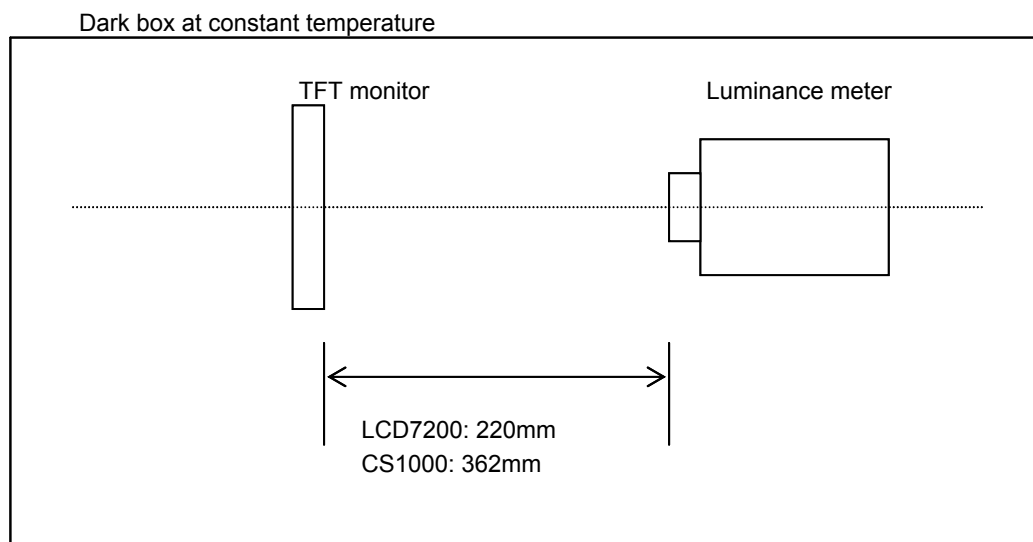 Dark box at constant temperature
TFT monitor
Luminance meter
LCD7200: 220mm
CS1000: 362mm